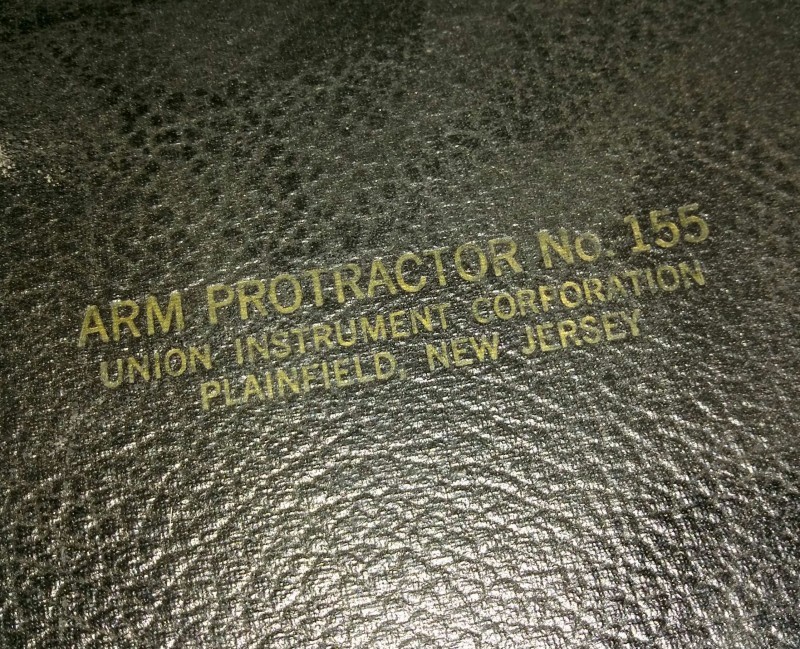 ARM PROTRACTOR No. 155
UNION INSTRUMENT CORPORATION
PLAINFIELD, NEW JERSEY